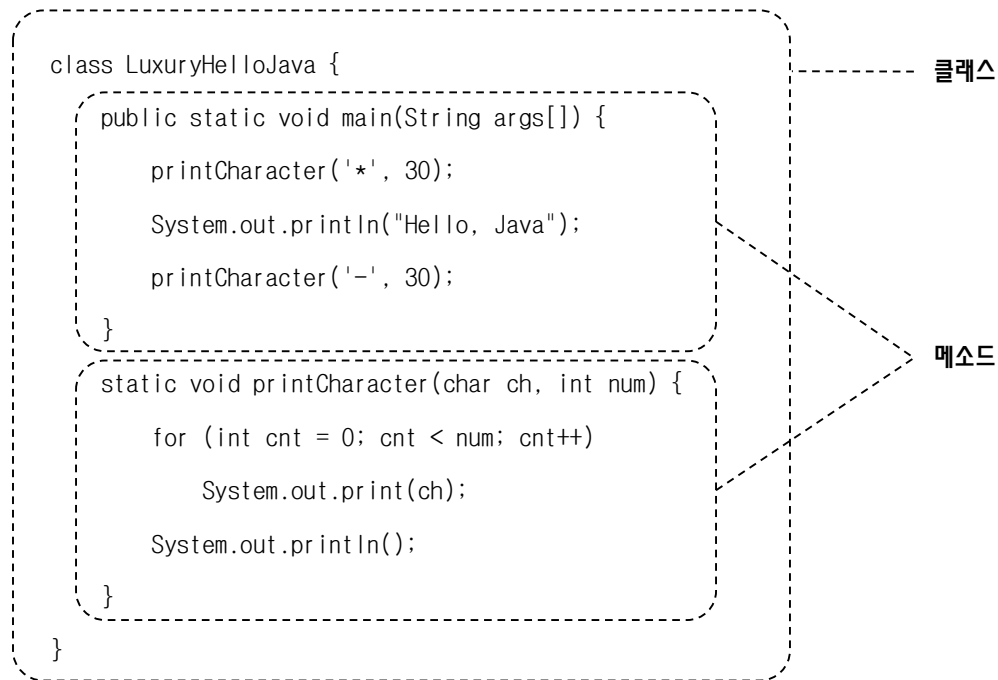 class LuxuryHelloJava {
클래스
public static void main(String args[]) {
printCharacter('*', 30);
System.out.println("Hello, Java");
printCharacter('-', 30);
}
메소드
static void printCharacter(char ch, int num) {
for (int cnt = 0; cnt < num; cnt++)
System.out.print(ch);
System.out.println();
}
}